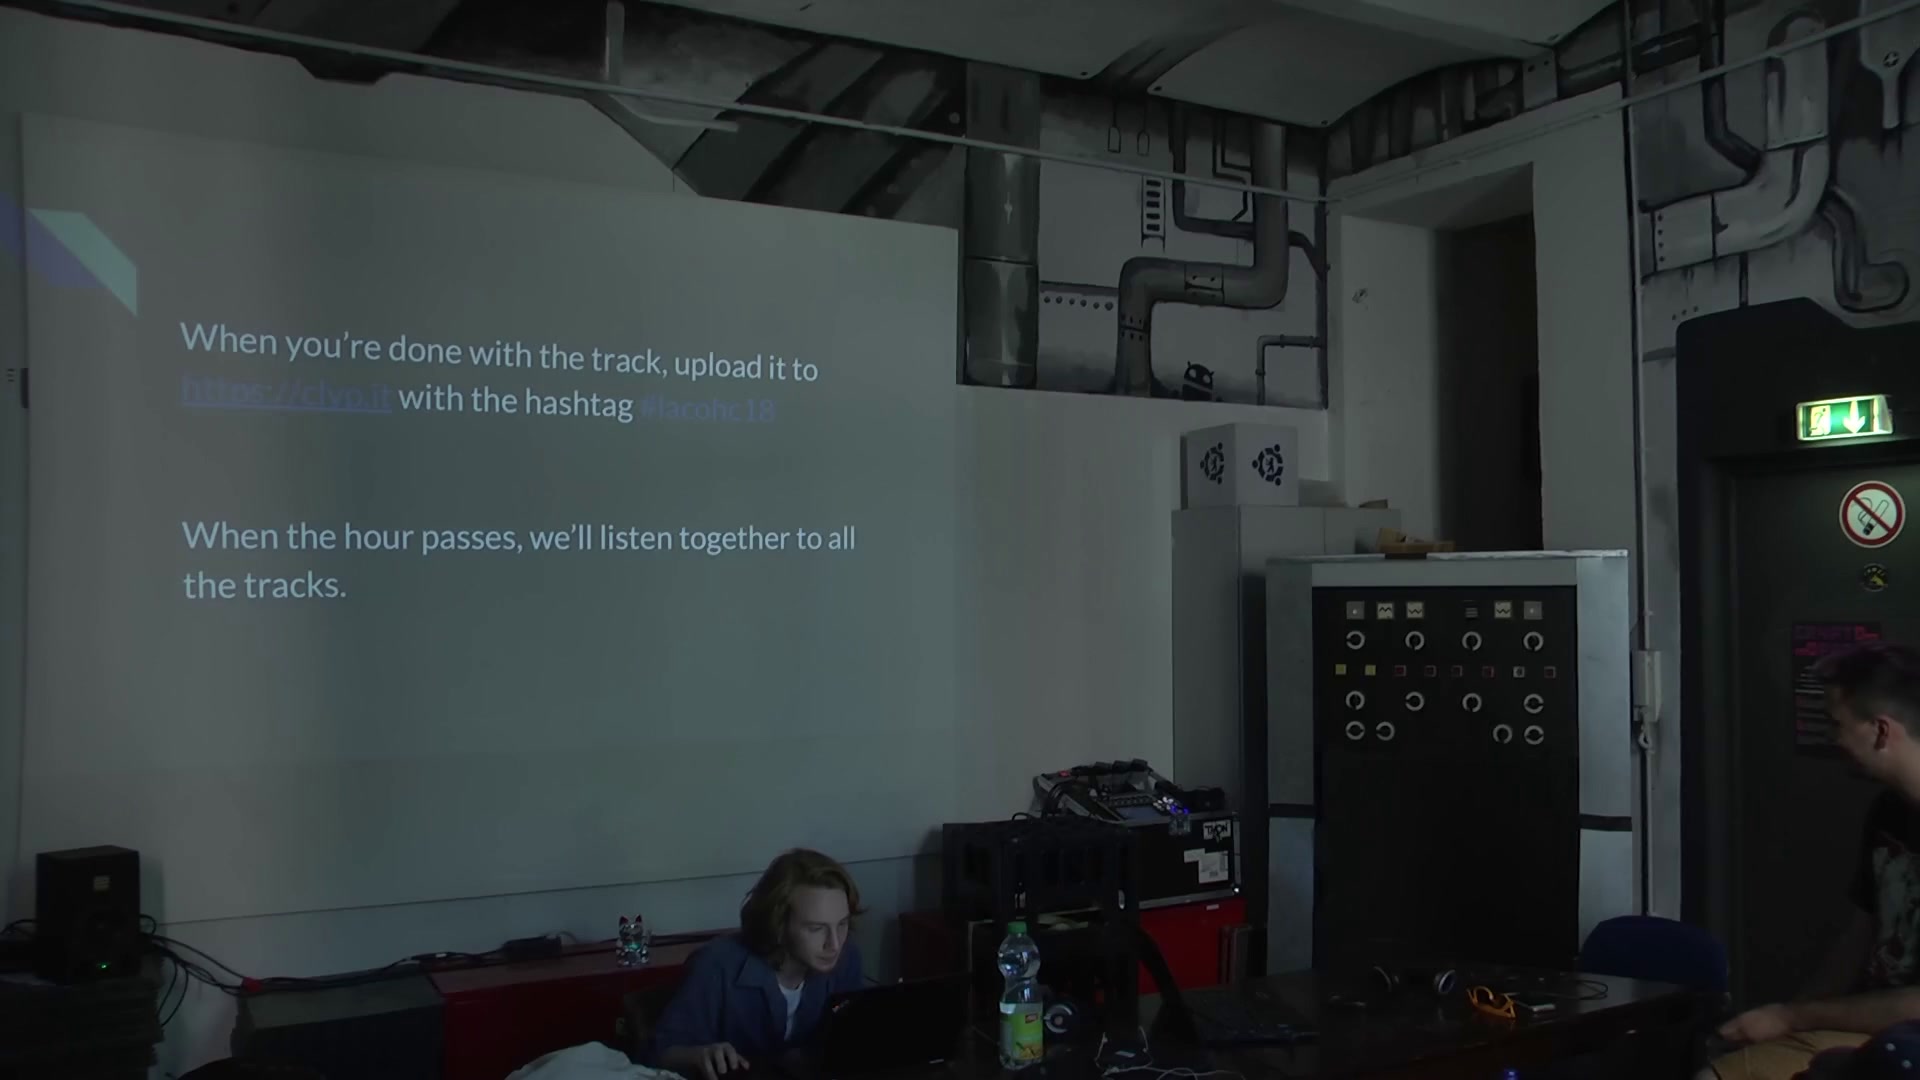 When you're done with the track, upload it to
https://clyp.it with the hashtag #lacohc18
When the hour passes, we'll listen together to all
the tracks.
THON